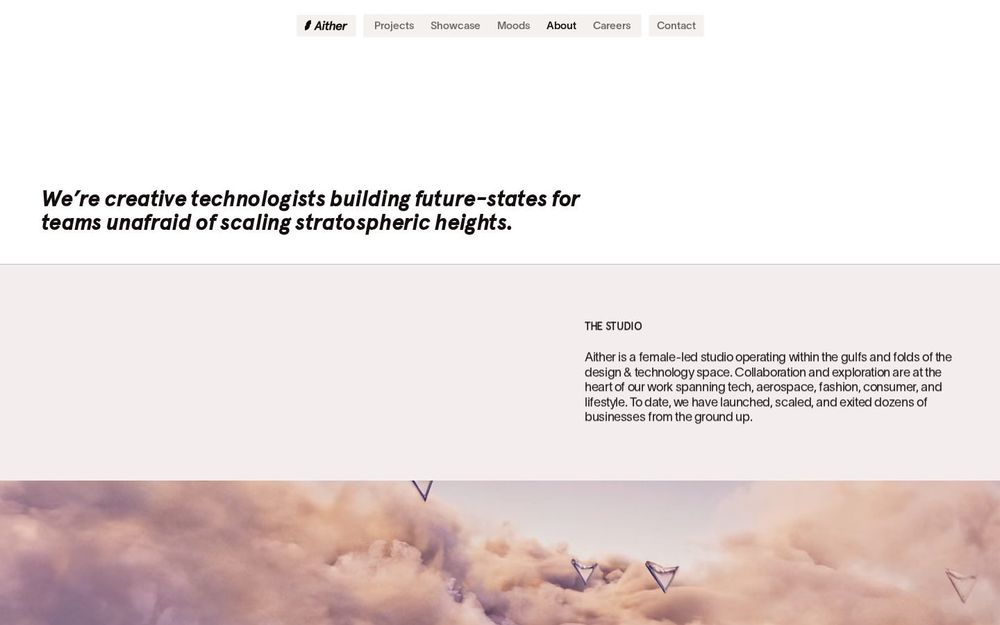 Aither
Projects Showcase Moods About Careers Contact
We’re creative technologists building future-states for
teams unafraid of scaling stratospheric heights.
THE STUDIO
Aither is a female-led studio operating within the gulfs and folds of the
design & technology space. Collaboration and exploration are at the
heart of our work spanning tech, aerospace, fashion, consumer, and
lifestyle. To date, we have launched, scaled, and exited dozens of
businesses from the ground up.